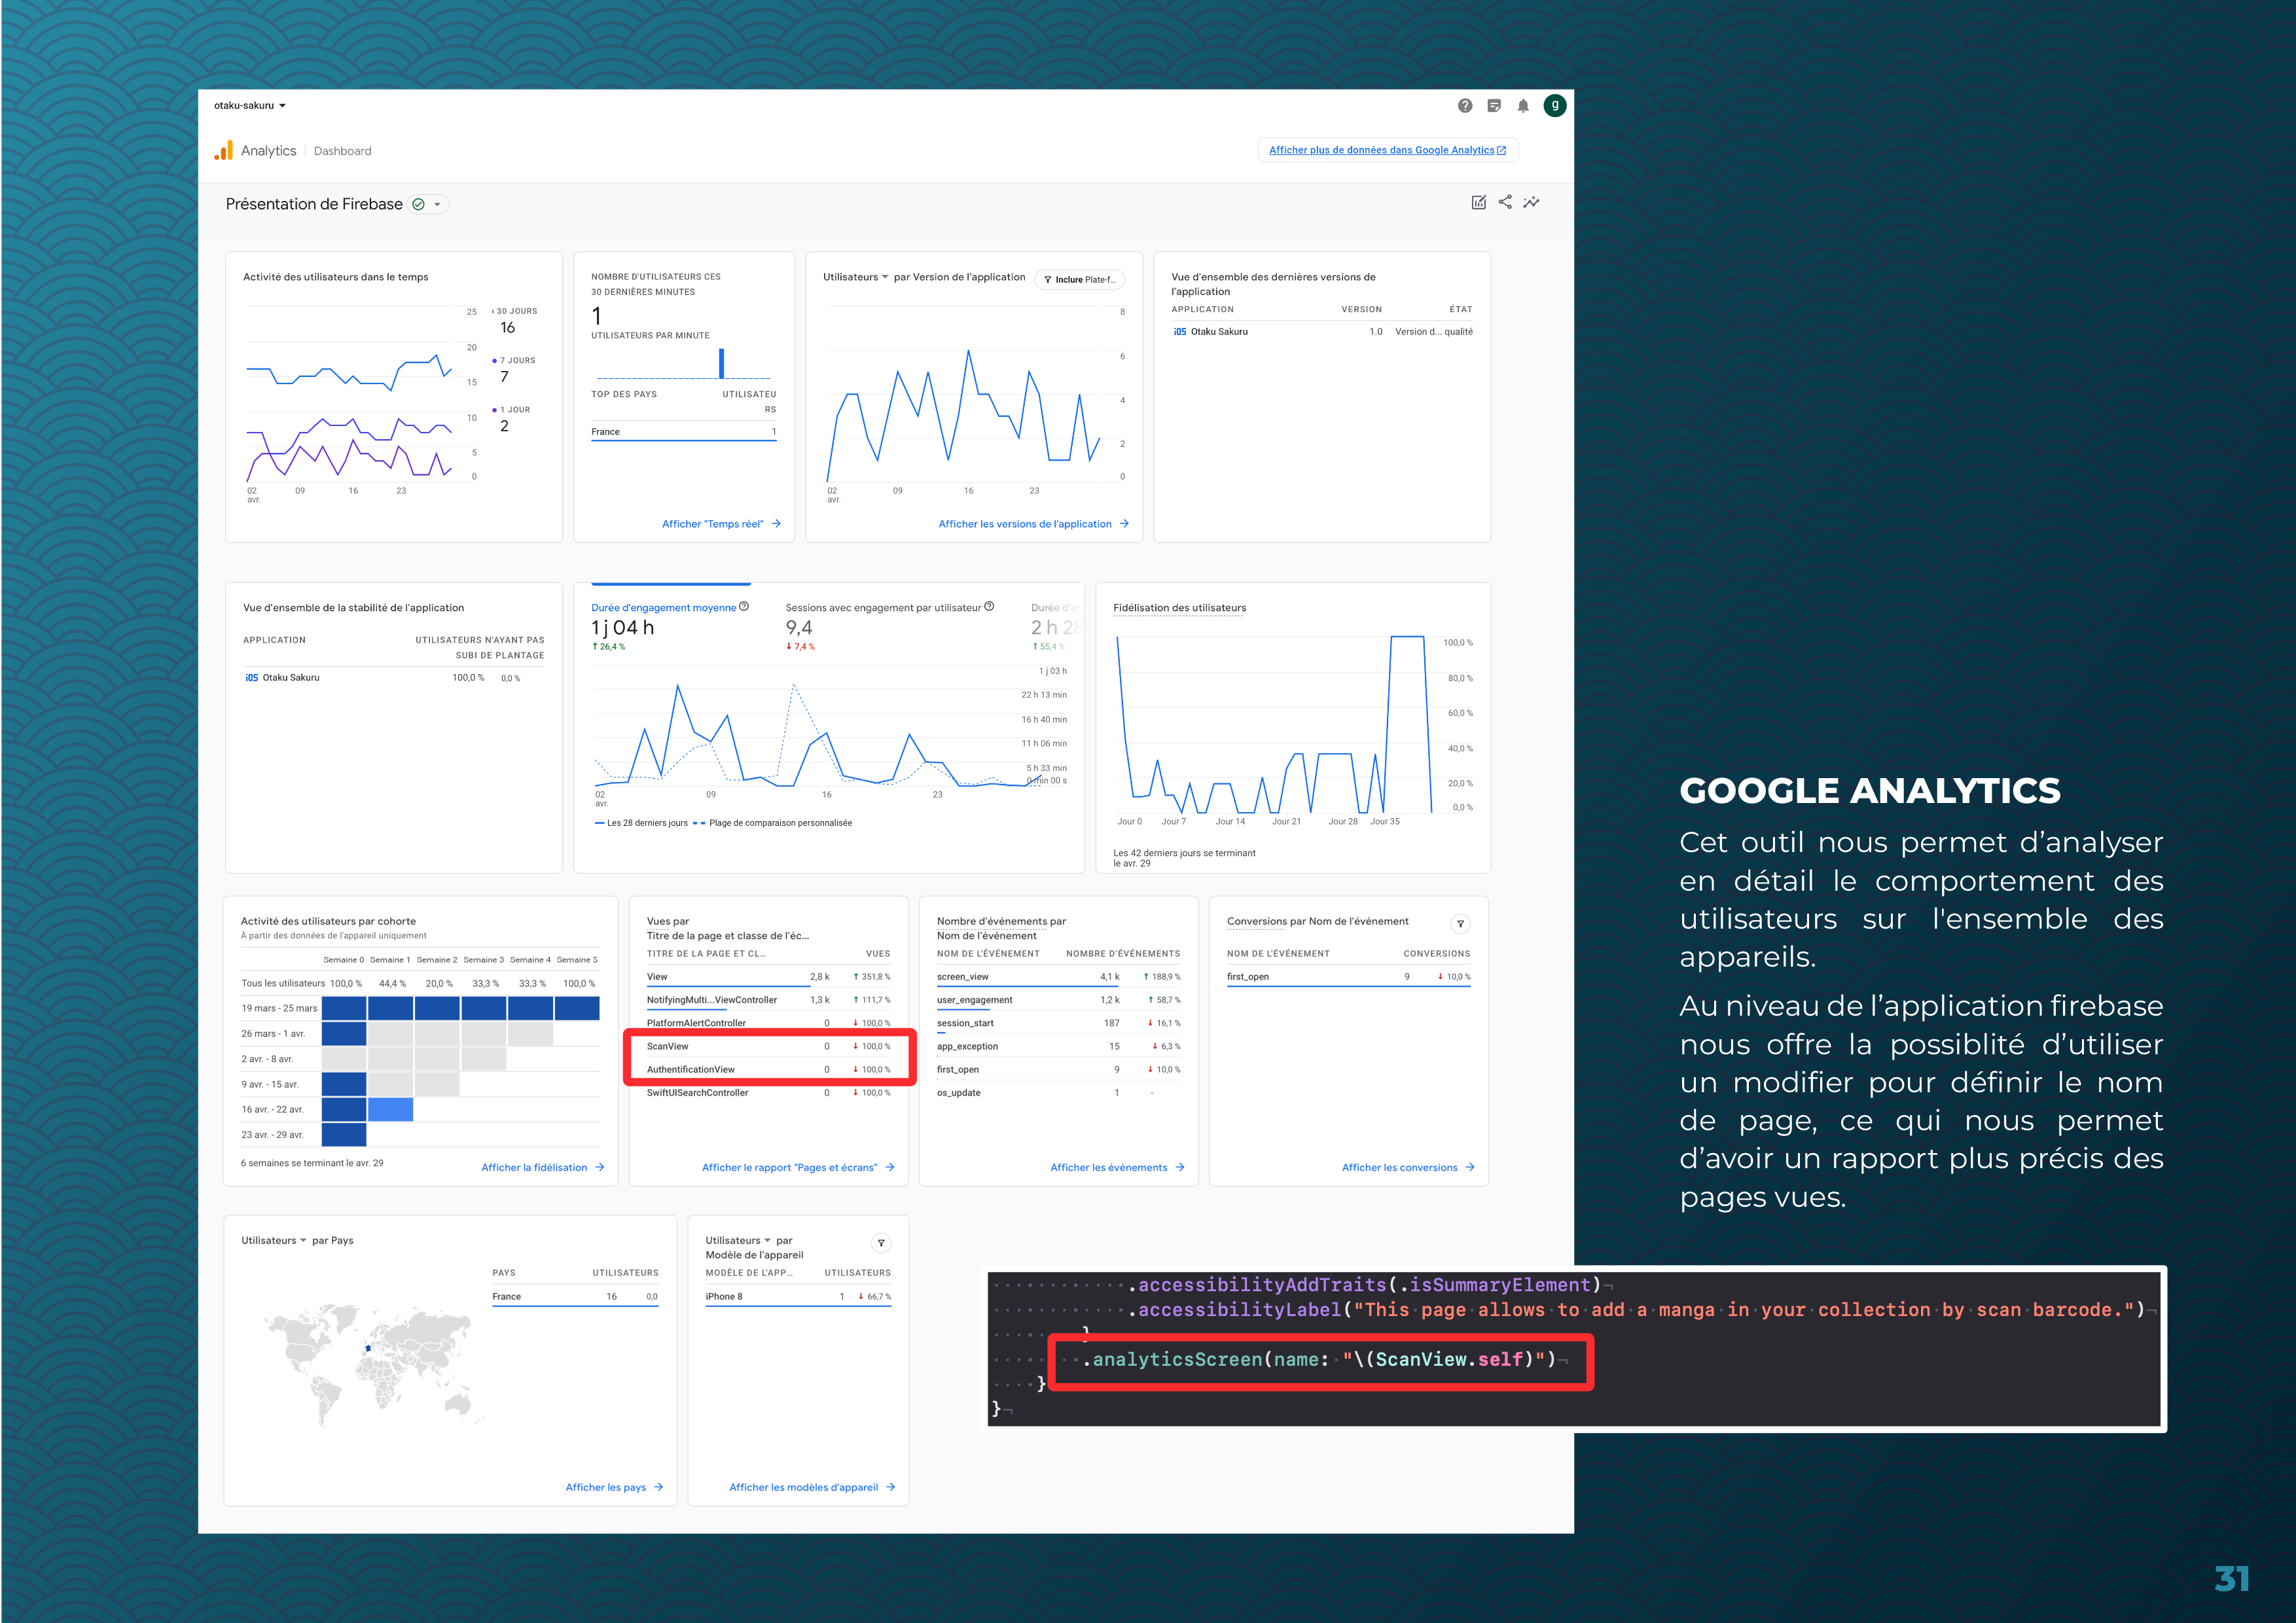 otaku-sakuru
g
Analytics
Dashboard
Afficher plus de données dans Google Analytics
Présentation de Firebase
Activité des utilisateurs dans le temps
25
20
15
10
5
0
02
avr.
09
16
23
30 JOURS
16
7 JOURS
7
1 JOUR
2
NOMBRE D'UTILISATEURS CES
30 DERNIÈRES MINUTES
1
UTILISATEURS PAR MINUTE
TOP DES PAYS
UTILISATEU
RS
France 1
Afficher "Temps réel"
Utilisateurs par Version de l'application
Inclure Plate-f...
8
6
4
2
0
02
avr.
09
16
23
Afficher les versions de l'application
Vue d'ensemble des dernières versions de
l'application
APPLICATION VERSION ÉTAT
iOS Otaku Sakuru 1.0 Version d... qualité
Vue d'ensemble de la stabilité de l'application
APPLICATION
UTILISATEURS N'AYANT PAS
SUBI DE PLANTAGE
iOS Otaku Sakuru 100,0 % 0,0 %
Durée d'engagement moyenne
1 j 04 h
26,4 %
Sessions avec engagement par utilisateur
9,4
7,4 %
Durée d'e
2 h 28
55,4 %
1 j 03 h
22 h 13 min
16 h 40 min
11 h 06 min
5 h 33 min
0 min 00 s
02
avr.
09
16
23
Les 28 derniers jours
Plage de comparaison personnalisée
Fidélisation des utilisateurs
100,0 %
80,0 %
60,0 %
40,0 %
20,0 %
0,0 %
Jour 0 Jour 7 Jour 14 Jour 21 Jour 28 Jour 35
Les 42 derniers jours se terminant
le avr. 29
Activité des utilisateurs par cohorte
À partir des données de l'appareil uniquement
Semaine 0 Semaine 1 Semaine 2 Semaine 3 Semaine 4 Semaine 5
Tous les utilisateurs 100,0 % 44,4 % 20,0 % 33,3 % 33,3 % 100,0 %
19 mars - 25 mars
26 mars - 1 avr.
2 avr. - 8 avr.
9 avr. - 15 avr.
16 avr. - 22 avr.
23 avr. - 29 avr.
6 semaines se terminant le avr. 29
Afficher la fidélisation
Vues par
Titre de la page et classe de l'éc...
TITRE DE LA PAGE ET CL... VUES
View 2,8 k 351,8 %
NotifyingMulti...ViewController 1,3 k 111,7 %
PlatformAlertController 0 100,0 %
ScanView 0 100,0 %
AuthentificationView 0 100,0 %
SwiftUISearchController 0 100,0 %
Afficher le rapport "Pages et écrans"
Nombre d'événements par
Nom de l'événement
NOM DE L'ÉVÉNEMENT NOMBRE D'ÉVÉNEMENTS
screen_view 4,1 k 188,9 %
user_engagement 1,2 k 58,7 %
session_start 187 16,1 %
app_exception 15 6,3 %
first_open 9 10,0 %
os_update 1 -
Afficher les événements
Conversions par Nom de l'événement
NOM DE L'ÉVÉNEMENT CONVERSIONS
first_open 9 10,0 %
Afficher les conversions
Utilisateurs par Pays
PAYS UTILISATEURS
France 16 0,0
Afficher les pays
Utilisateurs par
Modèle de l'appareil
MODÈLE DE L'APP... UTILISATEURS
iPhone 8 1 66,7 %
Afficher les modèles d'appareil
GOOGLE ANALYTICS
Cet outil nous permet d’analyser
en détail le comportement des
utilisateurs sur l'ensemble des
appareils.
Au niveau de l’application firebase
nous offre la possiblité d’utiliser
un modifier pour définir le nom
de page, ce qui nous permet
d’avoir un rapport plus précis des
pages vues.
.accessibilityAddTraits(.isSummaryElement)
.accessibilityLabel("This page allows to add a manga in your collection by scan barcode.")
}
.analyticsScreen(name: "\(ScanView.self)")
}
}
31